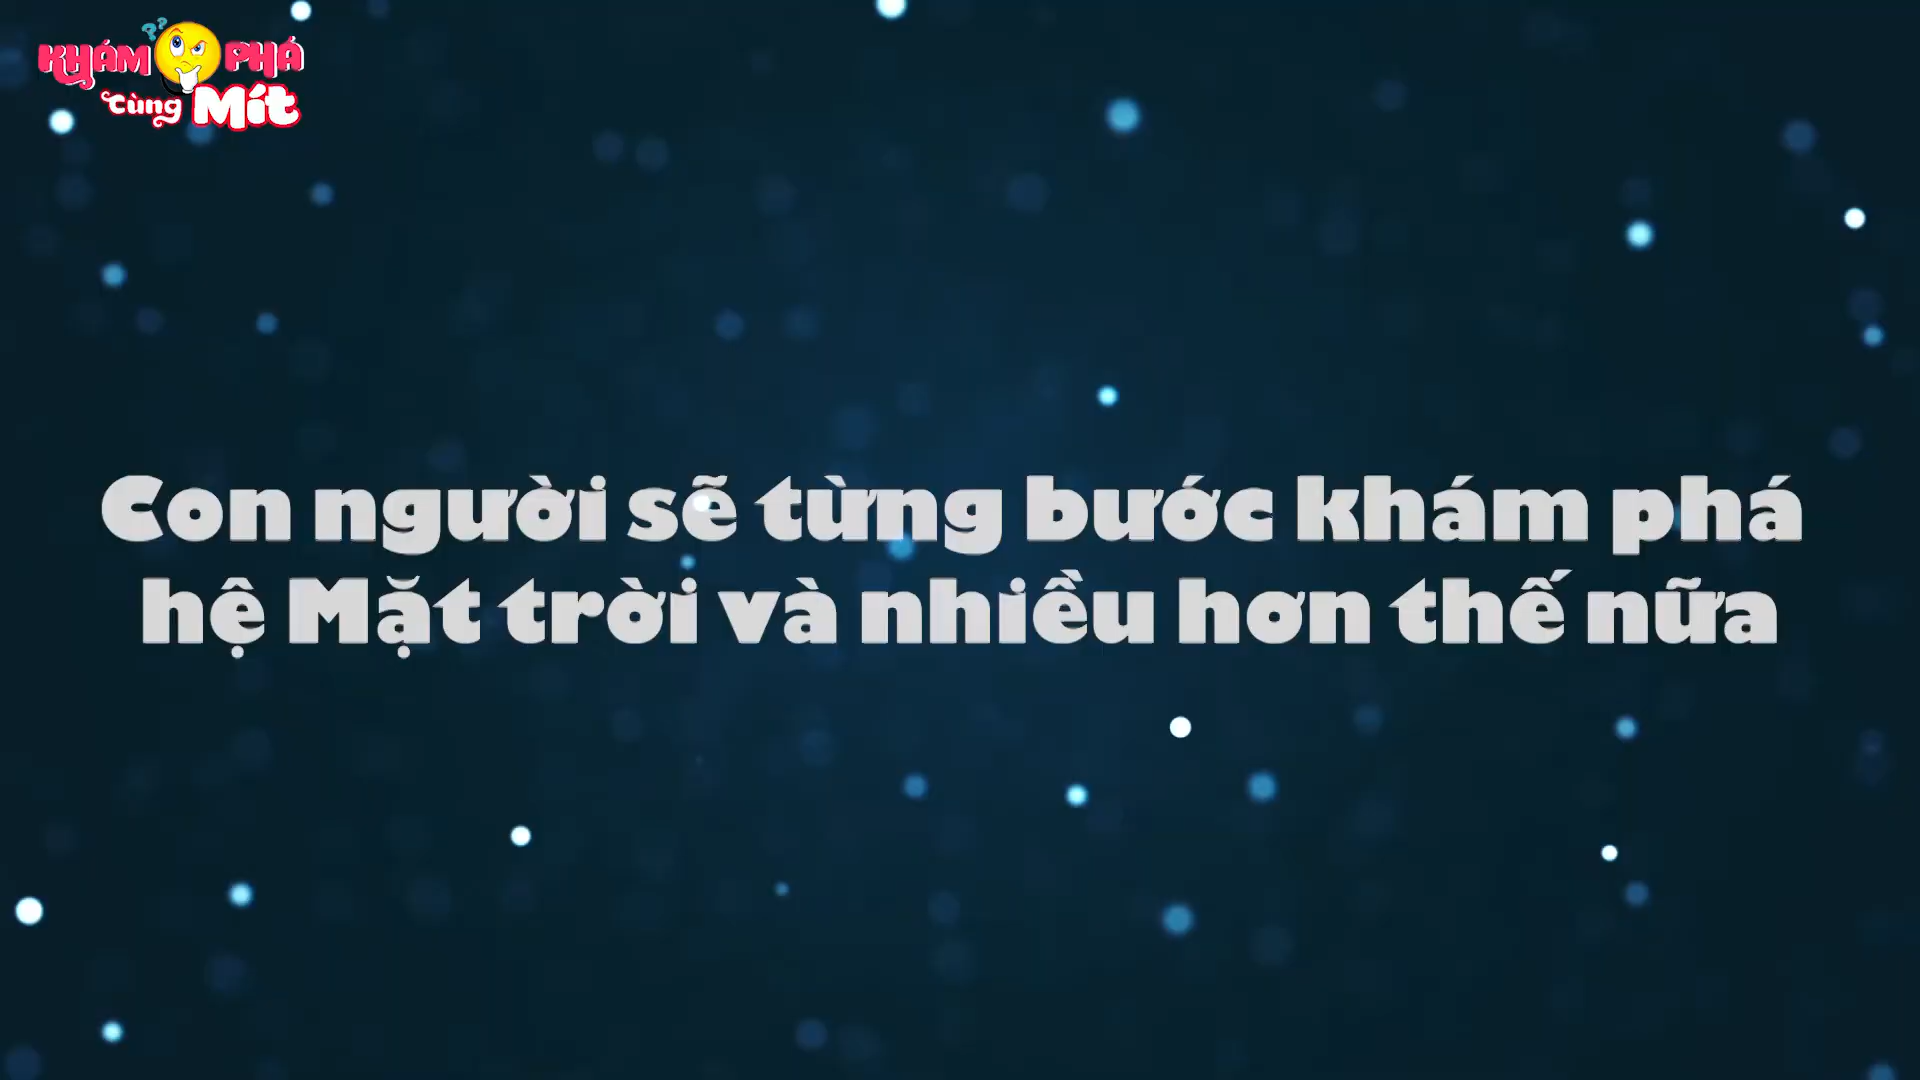 KHÁM PHÁ
Cùng Mít
Con người sẽ từng bước khám phá
hệ Mặt trời và nhiều hơn thế nữa